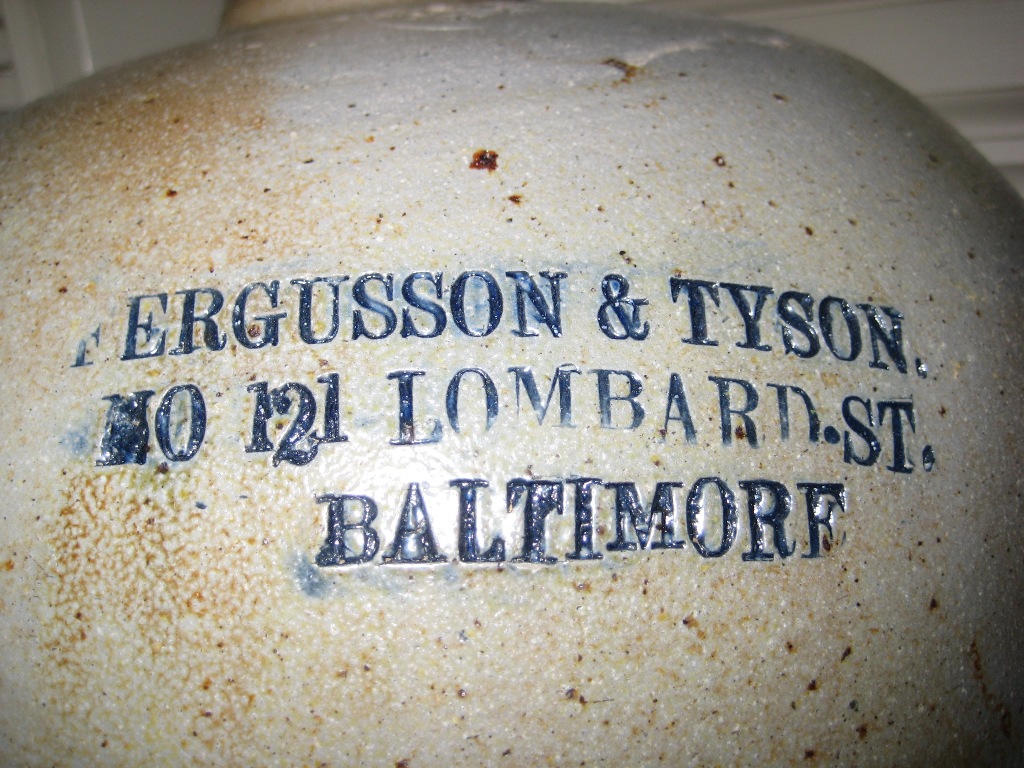 FERGUSSON & TYSON.
NO 121 LOMBARD.ST.
BALTIMORE